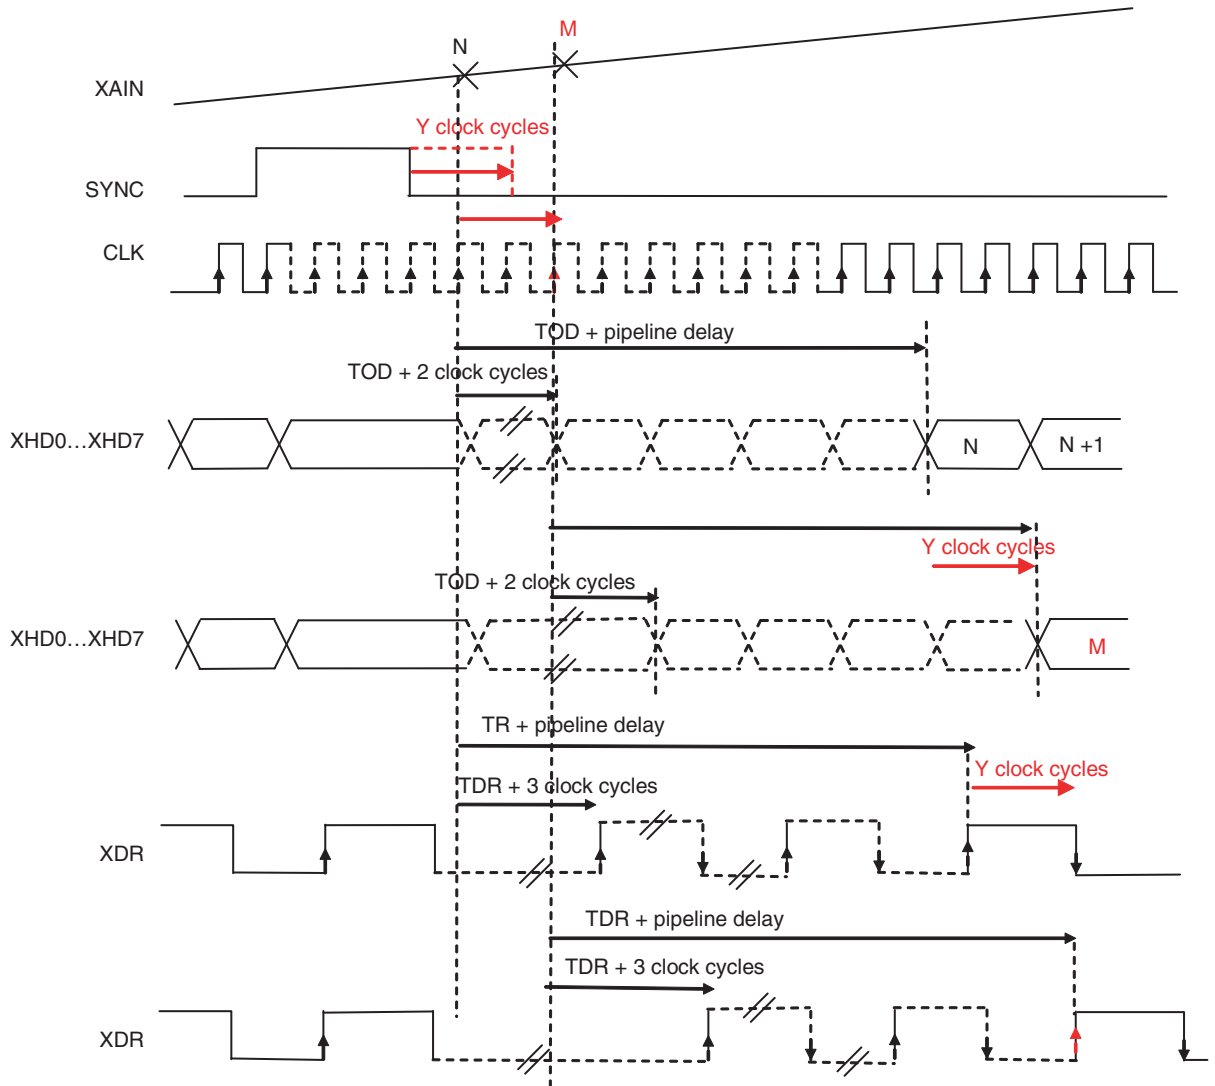 M
N
XAIN
Y clock cycles
SYNC
CLK
TOD + pipeline delay
TOD + 2 clock cycles
XHD0…XHD7
N
N +1
Y clock cycles
TOD + 2 clock cycles
XHD0…XHD7
M
TR + pipeline delay
Y clock cycles
TDR + 3 clock cycles
XDR
TDR + pipeline delay
TDR + 3 clock cycles
XDR